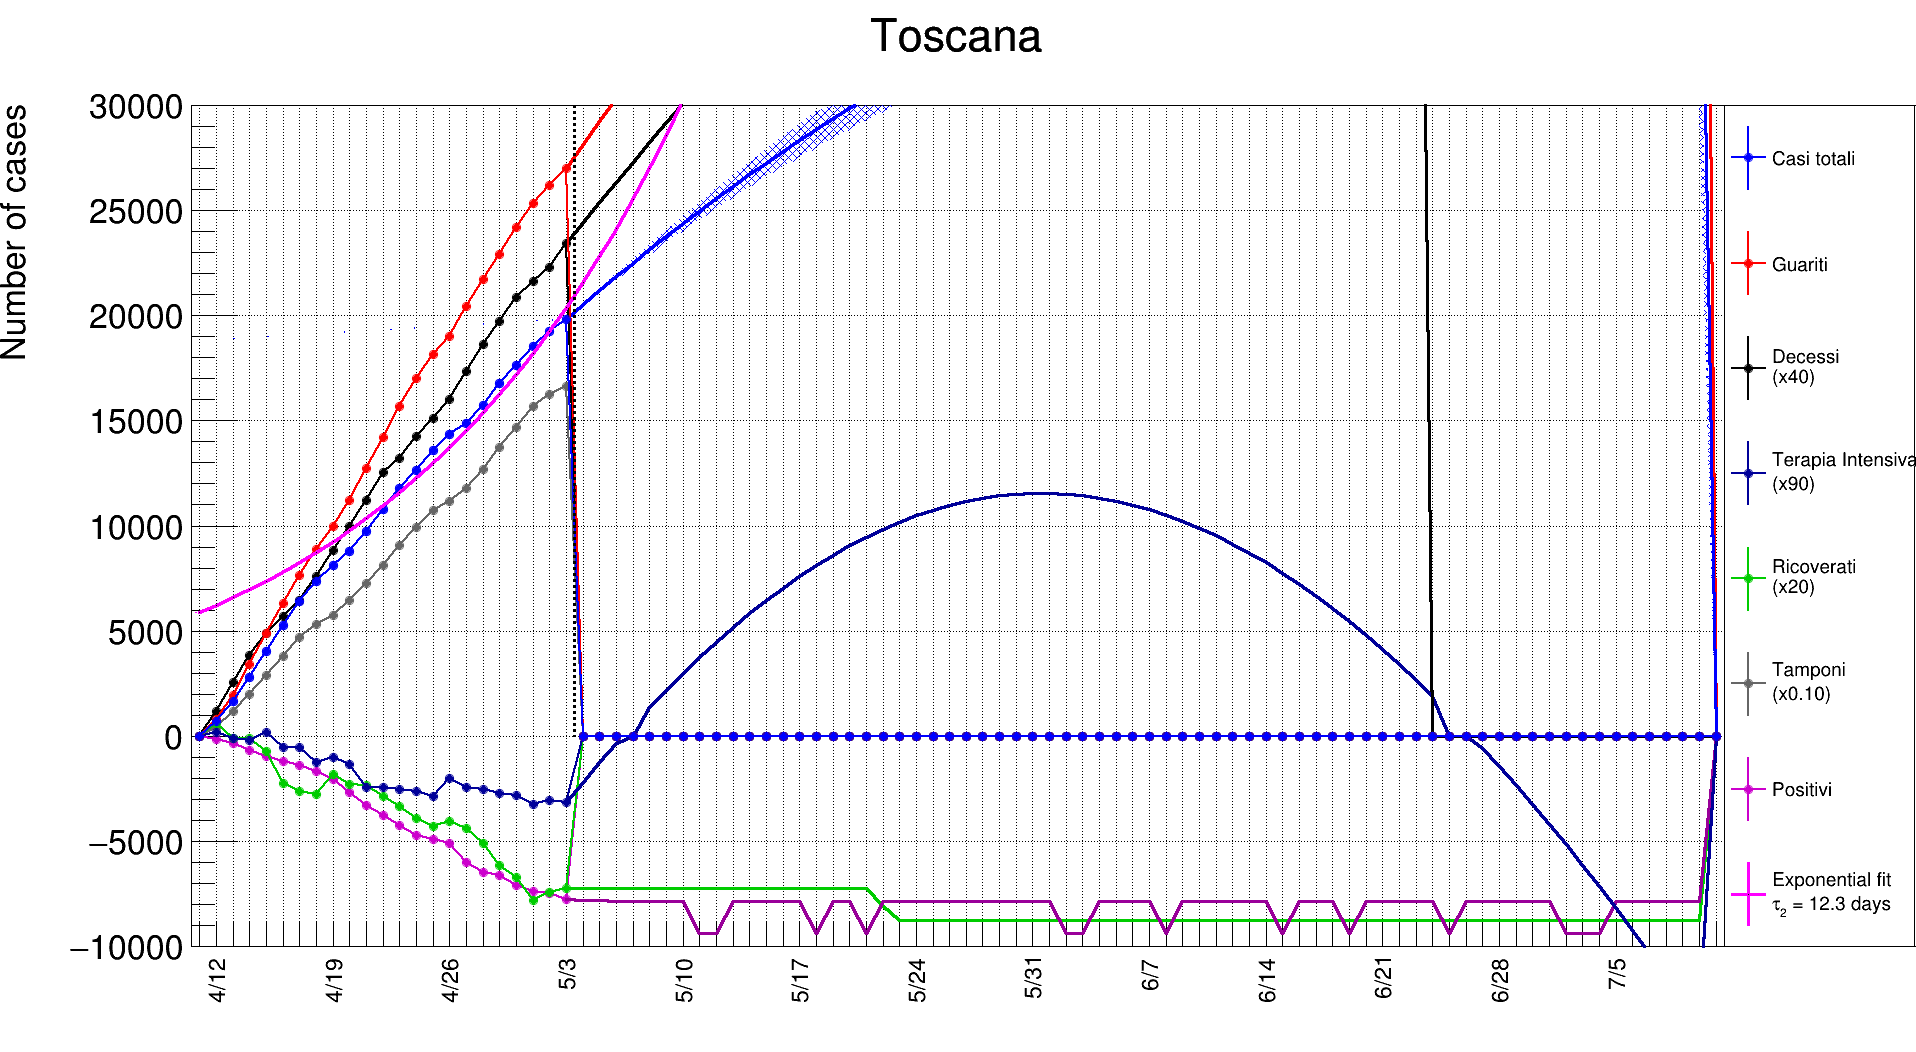 Toscana
Number of cases
30000
25000
20000
15000
10000
5000
0
−5000
−10000
4/12
4/19
4/26
5/3
5/10
5/17
5/24
5/31
6/7
6/14
6/21
6/28
7/5
Casi totali
Guariti
Decessi
(x40)
Terapia Intensiva
(x90)
Ricoverati
(x20)
Tamponi
(x0.10)
Positivi
Exponential fit
τ2 = 12.3 days